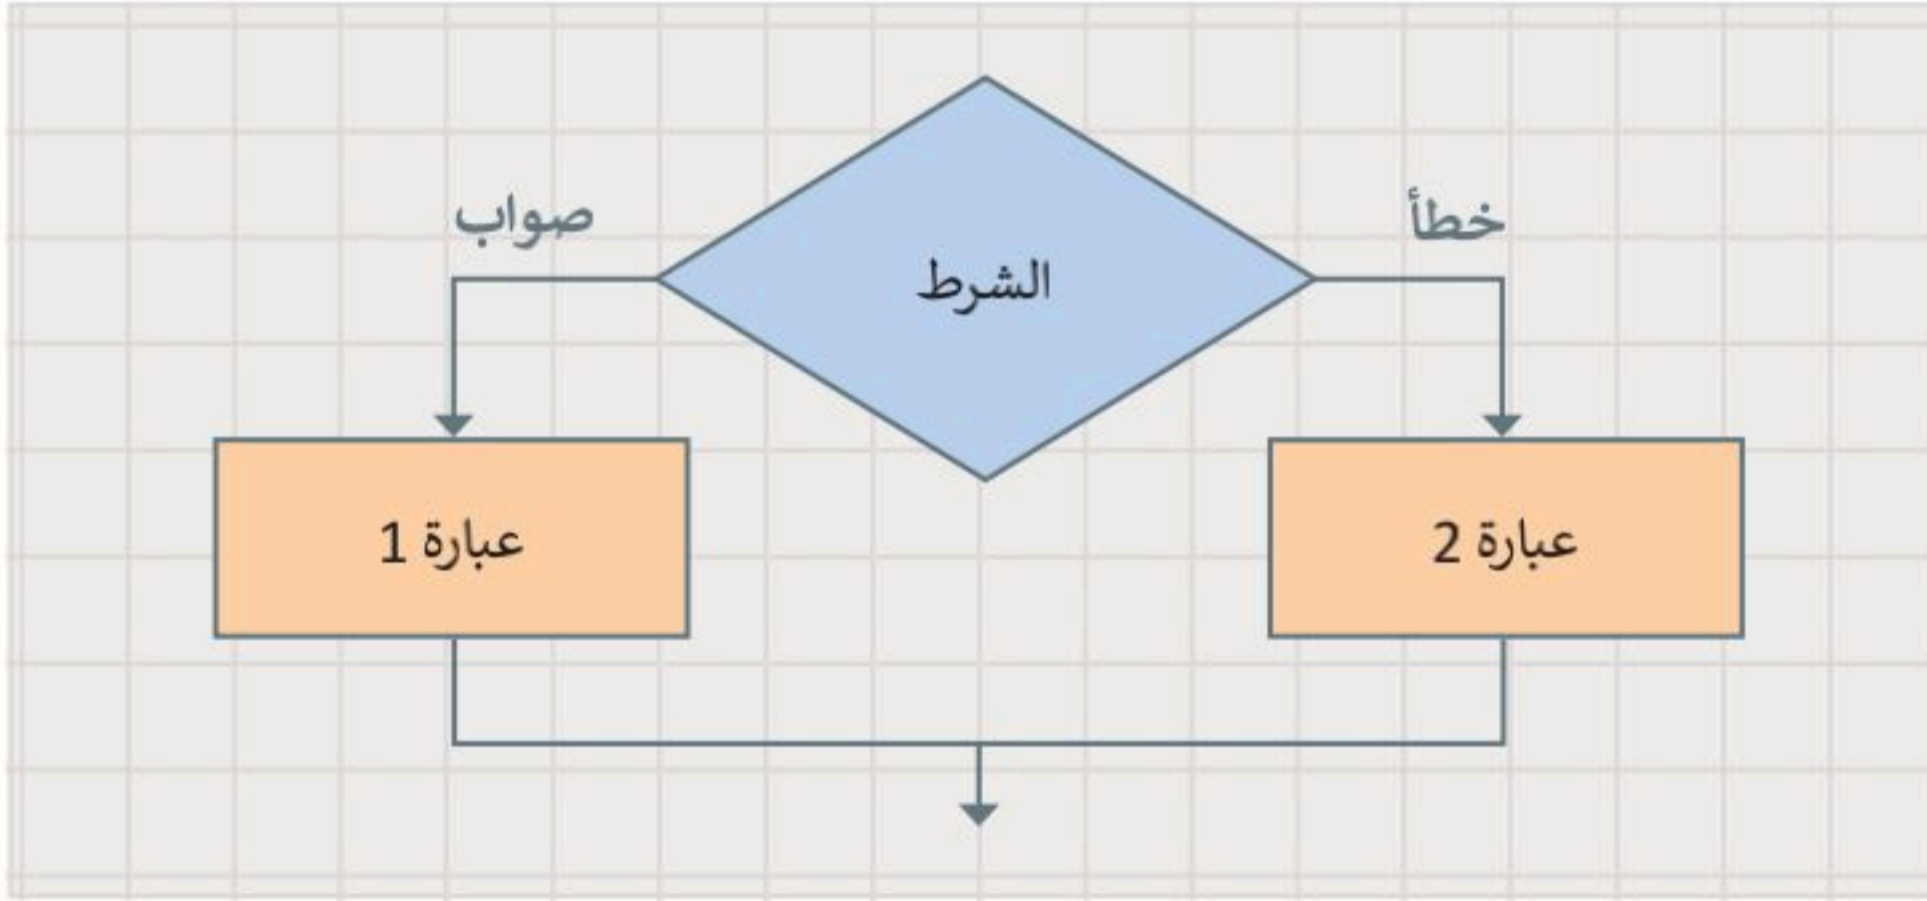 الشرط
صواب
خطأ
عبارة 1
عبارة 2